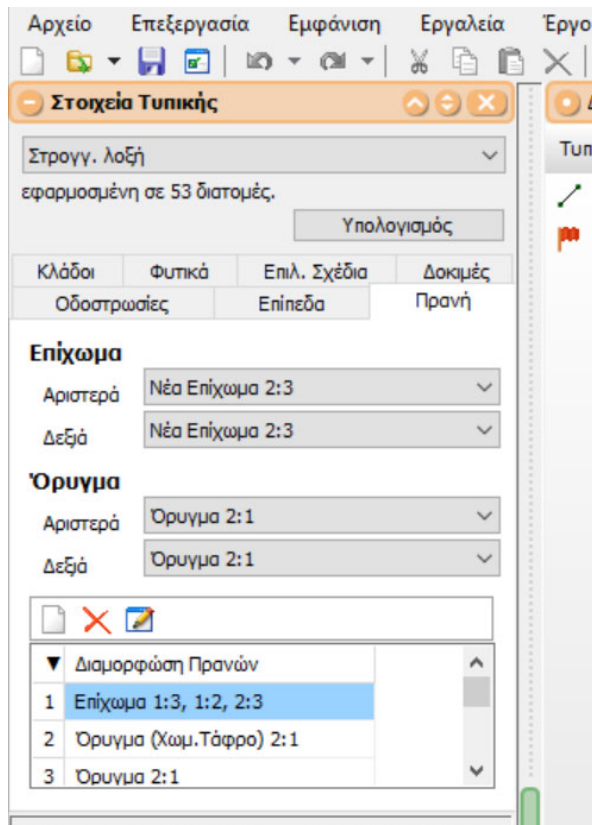 Αρχείο Επεξεργασία Εμφάνιση Εργαλεία Έργο
Στοιχεία Τυπικής
Στρογγ. λοξή
Τυπ
εφαρμοσμένη σε 53 διατομές.
Υπολογισμός
Κλάδοι Φυτικά Επιλ. Σχέδια Δοκιμές
Οδοστρωσίες Επίπεδα Πρανή
Επίχωμα
Αριστερά Νέα Επίχωμα 2:3
Δεξιά Νέα Επίχωμα 2:3
Όρυγμα
Αριστερά Όρυγμα 2:1
Δεξιά Όρυγμα 2:1
▼ Διαμορφώση Πρανών
1 Επίχωμα 1:3, 1:2, 2:3
2 Όρυγμα (Χωμ.Τάφρο) 2:1
3 Όρυγμα 2:1